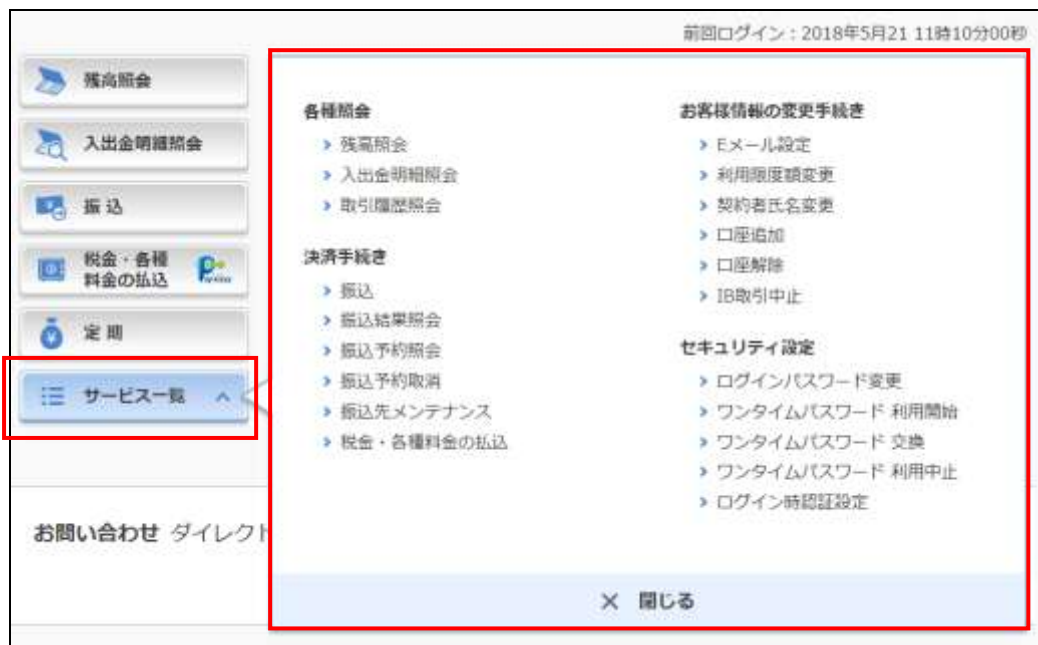 前回ログイン：2018年5月21 11時10分00秒
残高照会
入出金明細照会
振込
税金・各種
料金の払込
定期
サービス一覧
各種照会
残高照会
入出金明細照会
取引履歴照会
決済手続き
振込
振込結果照会
振込予約照会
振込予約取消
振込先メンテナンス
税金・各種料金の払込
お客様情報の変更手続き
Eメール設定
利用限度額変更
契約者氏名変更
口座追加
口座解除
IB取引中止
セキュリティ設定
ログインパスワード変更
ワンタイムパスワード 利用開始
ワンタイムパスワード 交換
ワンタイムパスワード 利用中止
ログイン時認証設定
× 閉じる
お問い合わせ ダイレクト